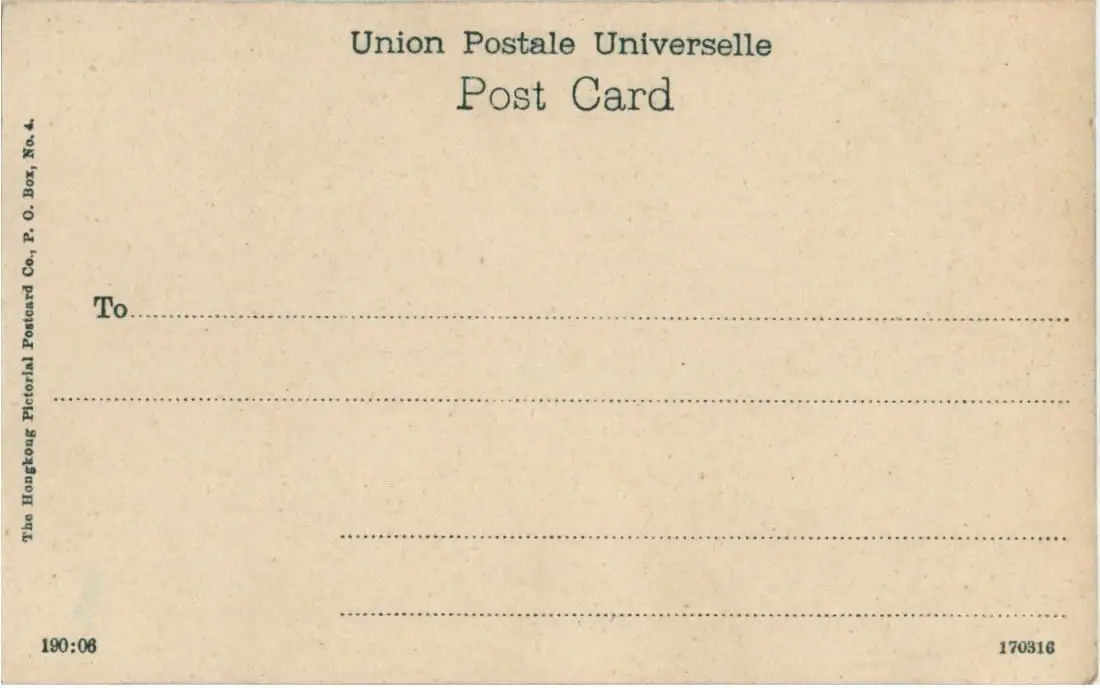 Union Postale Universelle
Post Card
The Hongkong Pictorial Postcard Co., P. O. Box, No. 4.
To
190:06
170316